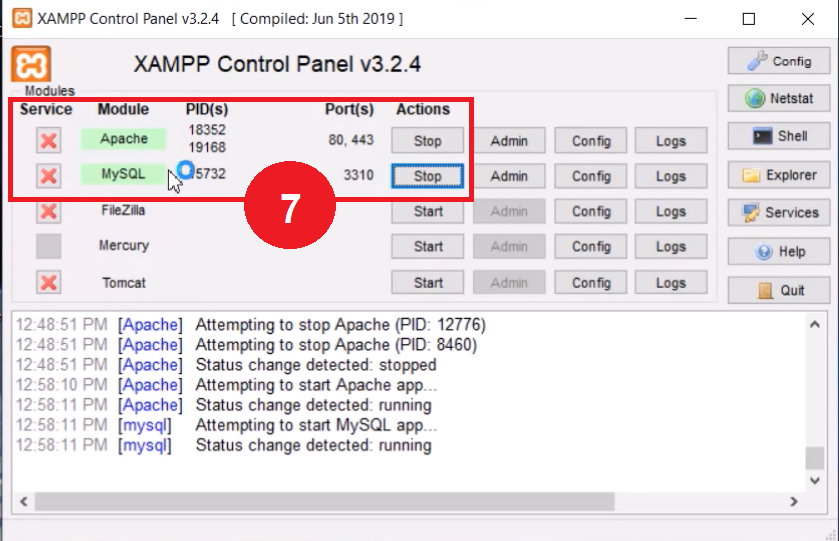 XAMPP Control Panel v3.2.4 [ Compiled: Jun 5th 2019 ]
XAMPP Control Panel v3.2.4
Config
Modules
Service Module PID(s) Port(s) Actions
Netstat
Apache 18352 19168 80, 443 Stop Admin Config Logs
Shell
MySQL 5732 3310 Stop Admin Config Logs
Explorer
7
FileZilla Start Admin Config Logs
Services
Mercury Start Admin Config Logs
Help
Tomcat Start Admin Config Logs
Quit
12:48:51 PM [Apache] Attempting to stop Apache (PID: 12776)
12:48:51 PM [Apache] Attempting to stop Apache (PID: 8460)
12:48:51 PM [Apache] Status change detected: stopped
12:58:10 PM [Apache] Attempting to start Apache app...
12:58:11 PM [Apache] Status change detected: running
12:58:11 PM [mysql] Attempting to start MySQL app...
12:58:11 PM [mysql] Status change detected: running